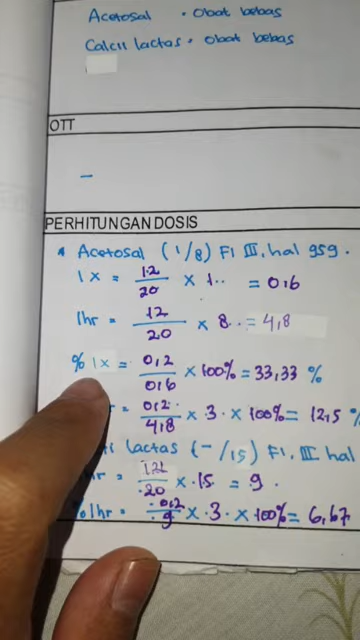 Acetosal • Obat bebas
Calcii lactas • Obat bebas
OTT
–
PERHITUNGAN DOSIS
Acetosal (1/8) FI III, hal 959.
1 x = 12/20 x 1.. = 0,6
1hr = 12/20 x 8.. = 4,8
% 1x = 0,2/0,6 x 100% = 33,33 %
= 0,2/4,8 x 3. x 100% = 12,5 %
lactas (-/15) FI, III hal
hr = 12/20 x .15 = 9.
%/hr = 0,2/9 x .3. x 100% = 6,67